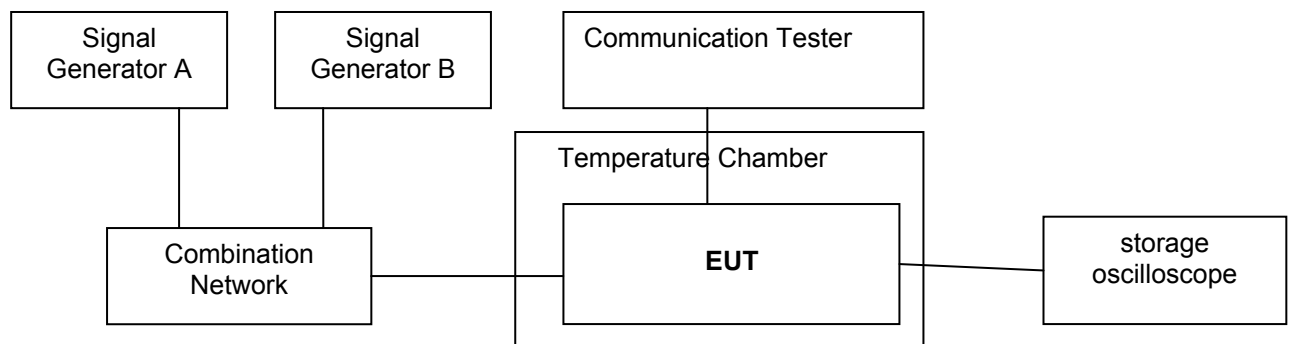 Signal
Generator A
Signal
Generator B
Communication Tester
Temperature Chamber
Combination
Network
EUT
storage
oscilloscope